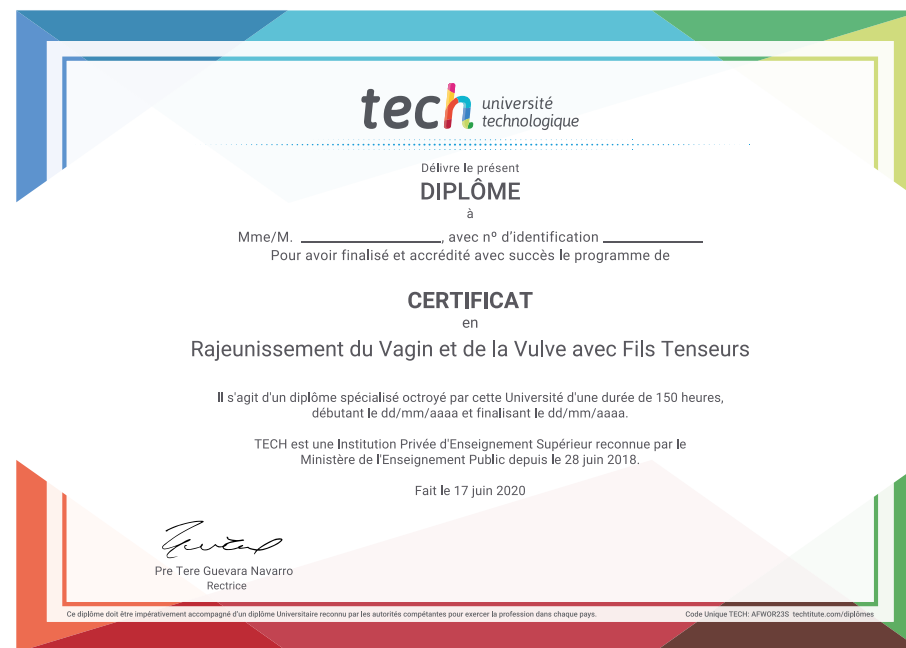 tech université
technologique
Délivre le présent
DIPLÔME
à
Mme/M. ____________, avec nº d'identification ____________
Pour avoir finalisé et accrédité avec succès le programme de
CERTIFICAT
en
Rajeunissement du Vagin et de la Vulve avec Fils Tenseurs
Il s'agit d'un diplôme spécialisé octroyé par cette Université d'une durée de 150 heures,
débutant le dd/mm/aaaa et finalisant le dd/mm/aaaa.
TECH est une Institution Privée d'Enseignement Supérieur reconnue par le
Ministère de l'Enseignement Public depuis le 28 juin 2018.
Fait le 17 juin 2020
Pre Tere Guevara Navarro
Rectrice
Ce diplôme doit être impérativement accompagné d'un diplôme Universitaire reconnu par les autorités compétantes pour exercer la profession dans chaque pays.
Code Unique TECH: AFWOR23S techtitute.com/diplômes